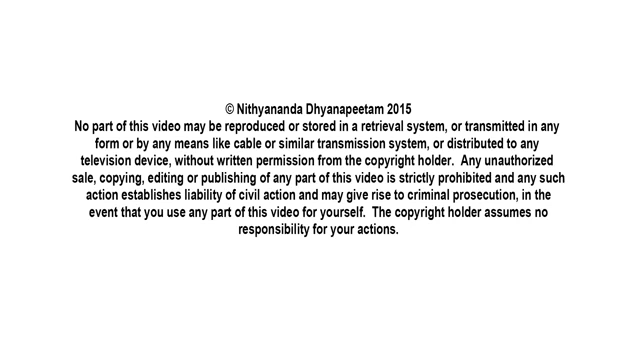 © Nithyananda Dhyanapeetam 2015
No part of this video may be reproduced or stored in a retrieval system, or transmitted in any
form or by any means like cable or similar transmission system, or distributed to any
television device, without written permission from the copyright holder.  Any unauthorized
sale, copying, editing or publishing of any part of this video is strictly prohibited and any such
action establishes liability of civil action and may give rise to criminal prosecution, in the
event that you use any part of this video for yourself.  The copyright holder assumes no
responsibility for your actions.